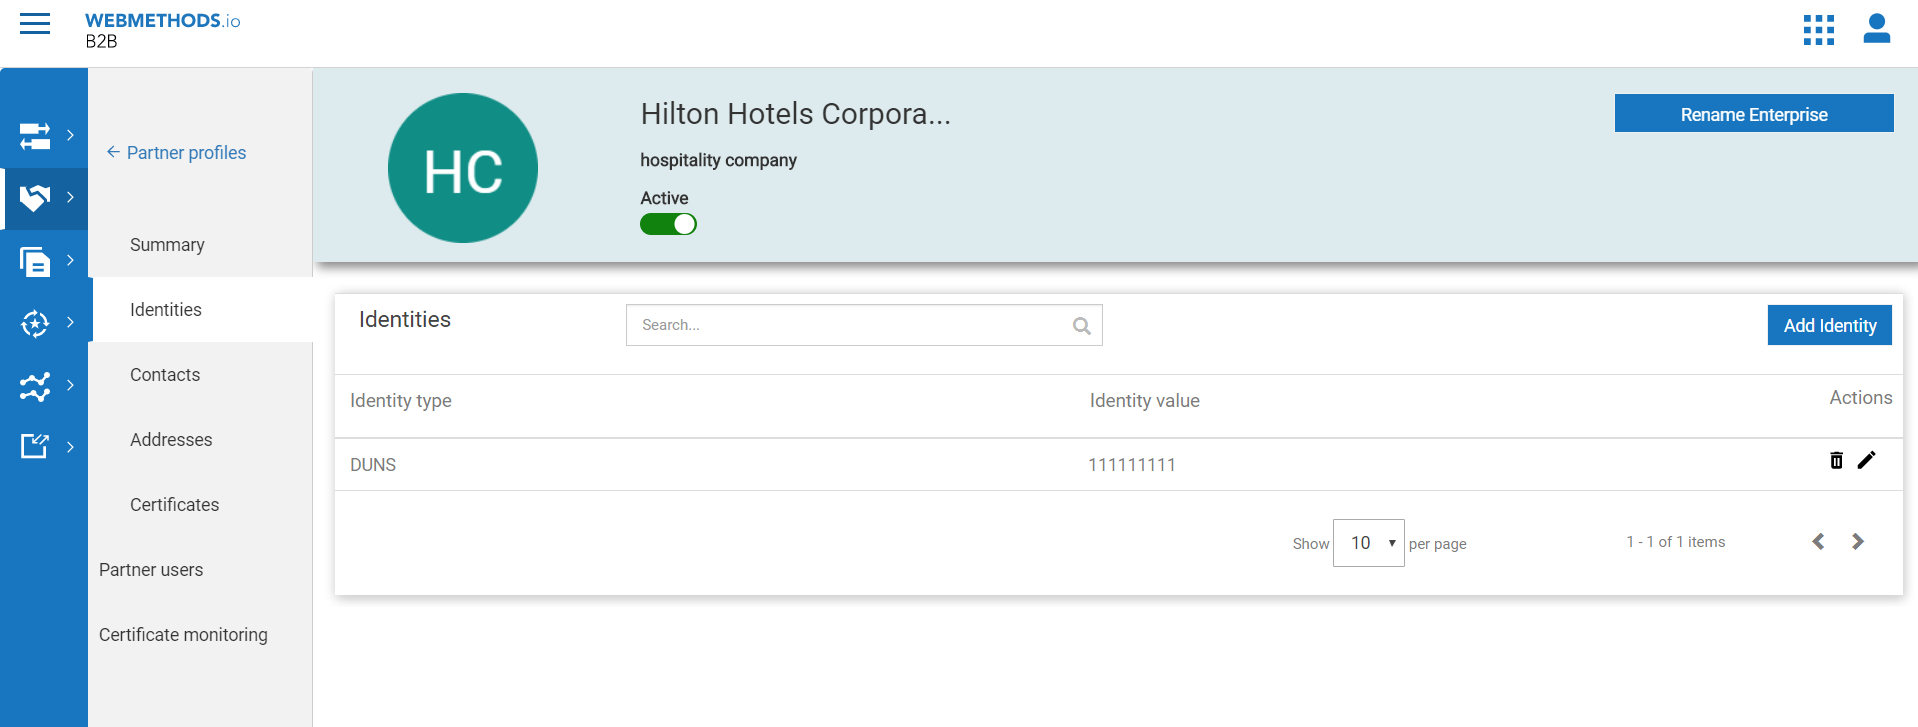 WEBMETHODS.io
B2B
Partner profiles
Summary
Identities
Contacts
Addresses
Certificates
Partner users
Certificate monitoring
HC
Hilton Hotels Corpora...
hospitality company
Active
Rename Enterprise
Identities
Search...
Add Identity
Identity type
Identity value
Actions
DUNS
111111111
Show
10
per page
1 - 1 of 1 items